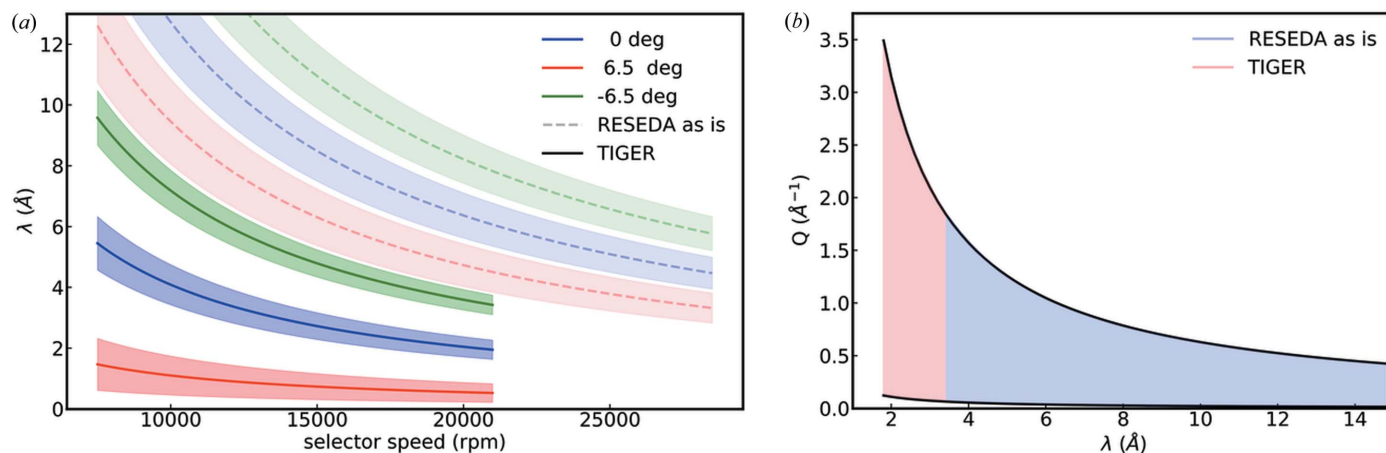 (a)
12
10
8
6
4
2
0
λ (Å)
0 deg
6.5 deg
-6.5 deg
RESEDA as is
TIGER
10000 15000 20000 25000
selector speed (rpm)
(b)
3.5
3.0
2.5
2.0
1.5
1.0
0.5
0.0
Q (Å⁻¹)
RESEDA as is
TIGER
2 4 6 8 10 12 14
λ (Å)